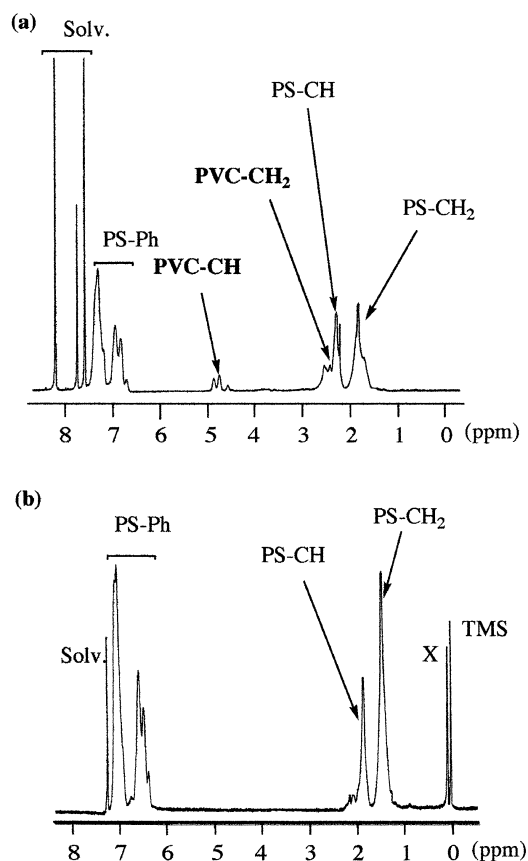 (a)
Solv.
PS-CH
PVC-CH₂
PS-CH₂
PS-Ph
PVC-CH
8 7 6 5 4 3 2 1 0 (ppm)
(b)
PS-Ph
PS-CH₂
PS-CH
TMS
X
Solv.
8 7 6 5 4 3 2 1 0 (ppm)